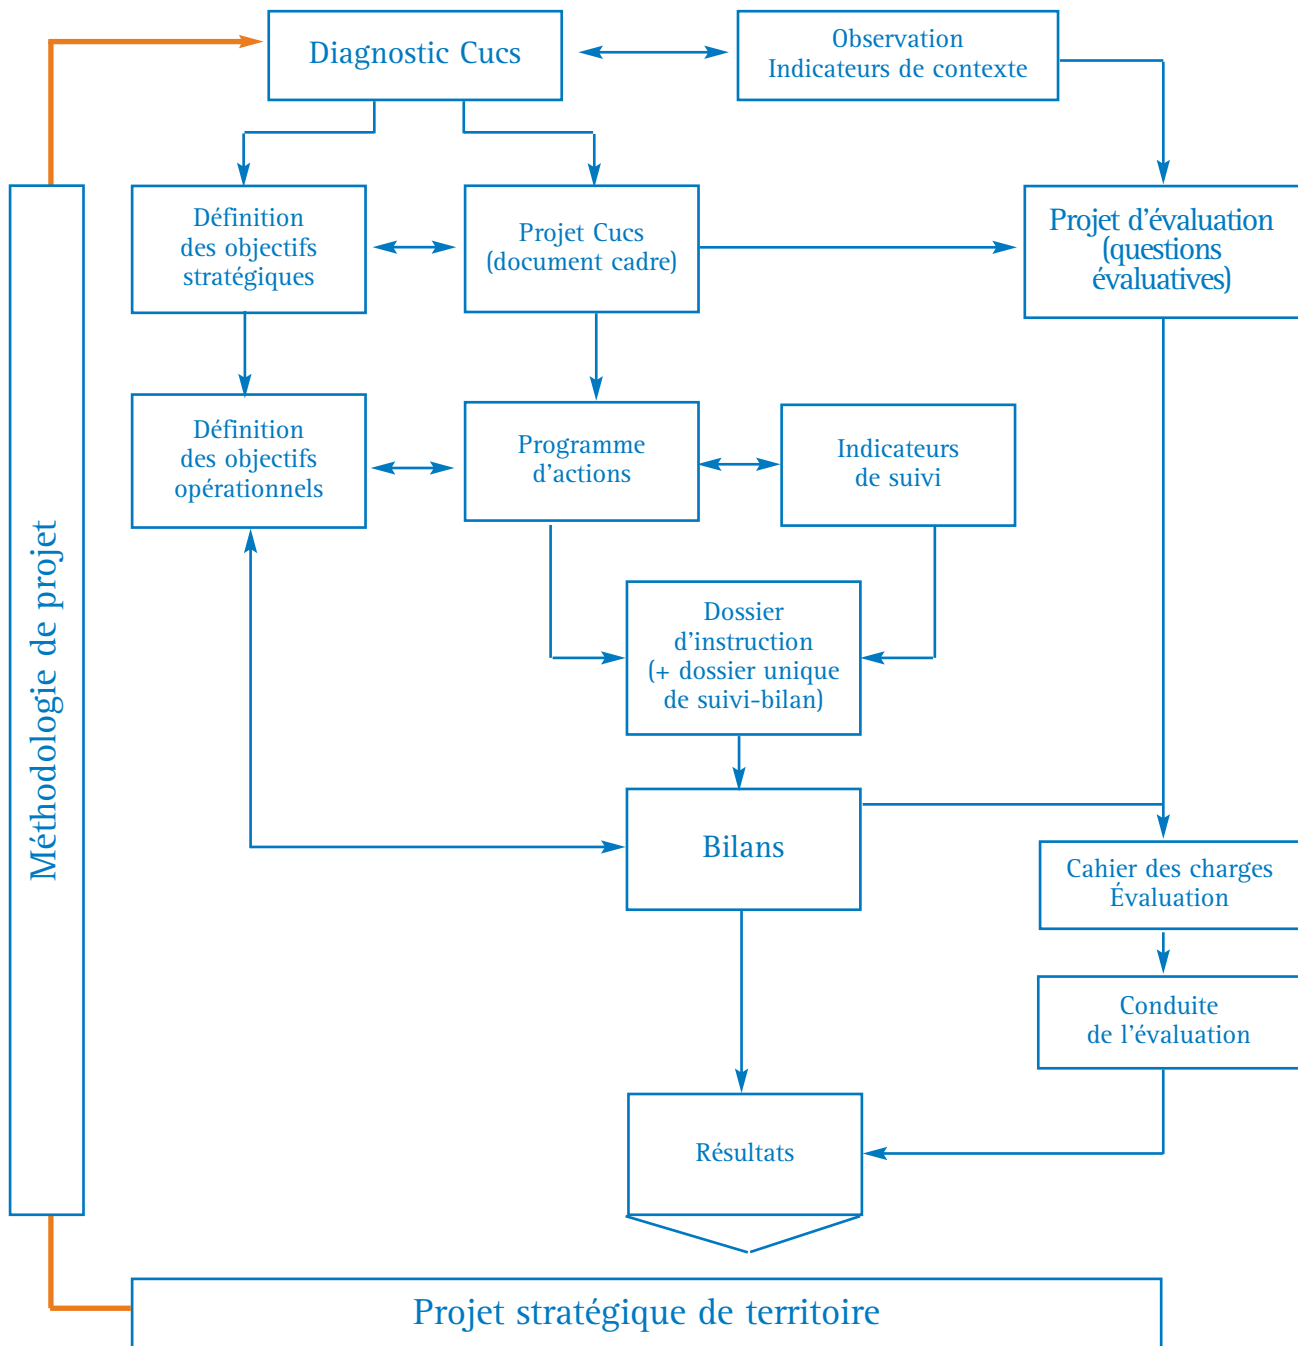 Diagnostic Cucs
Observation
Indicateurs de contexte
Définition
des objectifs
stratégiques
Projet Cucs
(document cadre)
Projet d'évaluation
(questions
évaluatives)
Définition
des objectifs
opérationnels
Programme
d'actions
Indicateurs
de suivi
Méthodologie de projet
Dossier
d'instruction
(+ dossier unique
de suivi-bilan)
Bilans
Cahier des charges
Évaluation
Conduite
de l'évaluation
Résultats
Projet stratégique de territoire